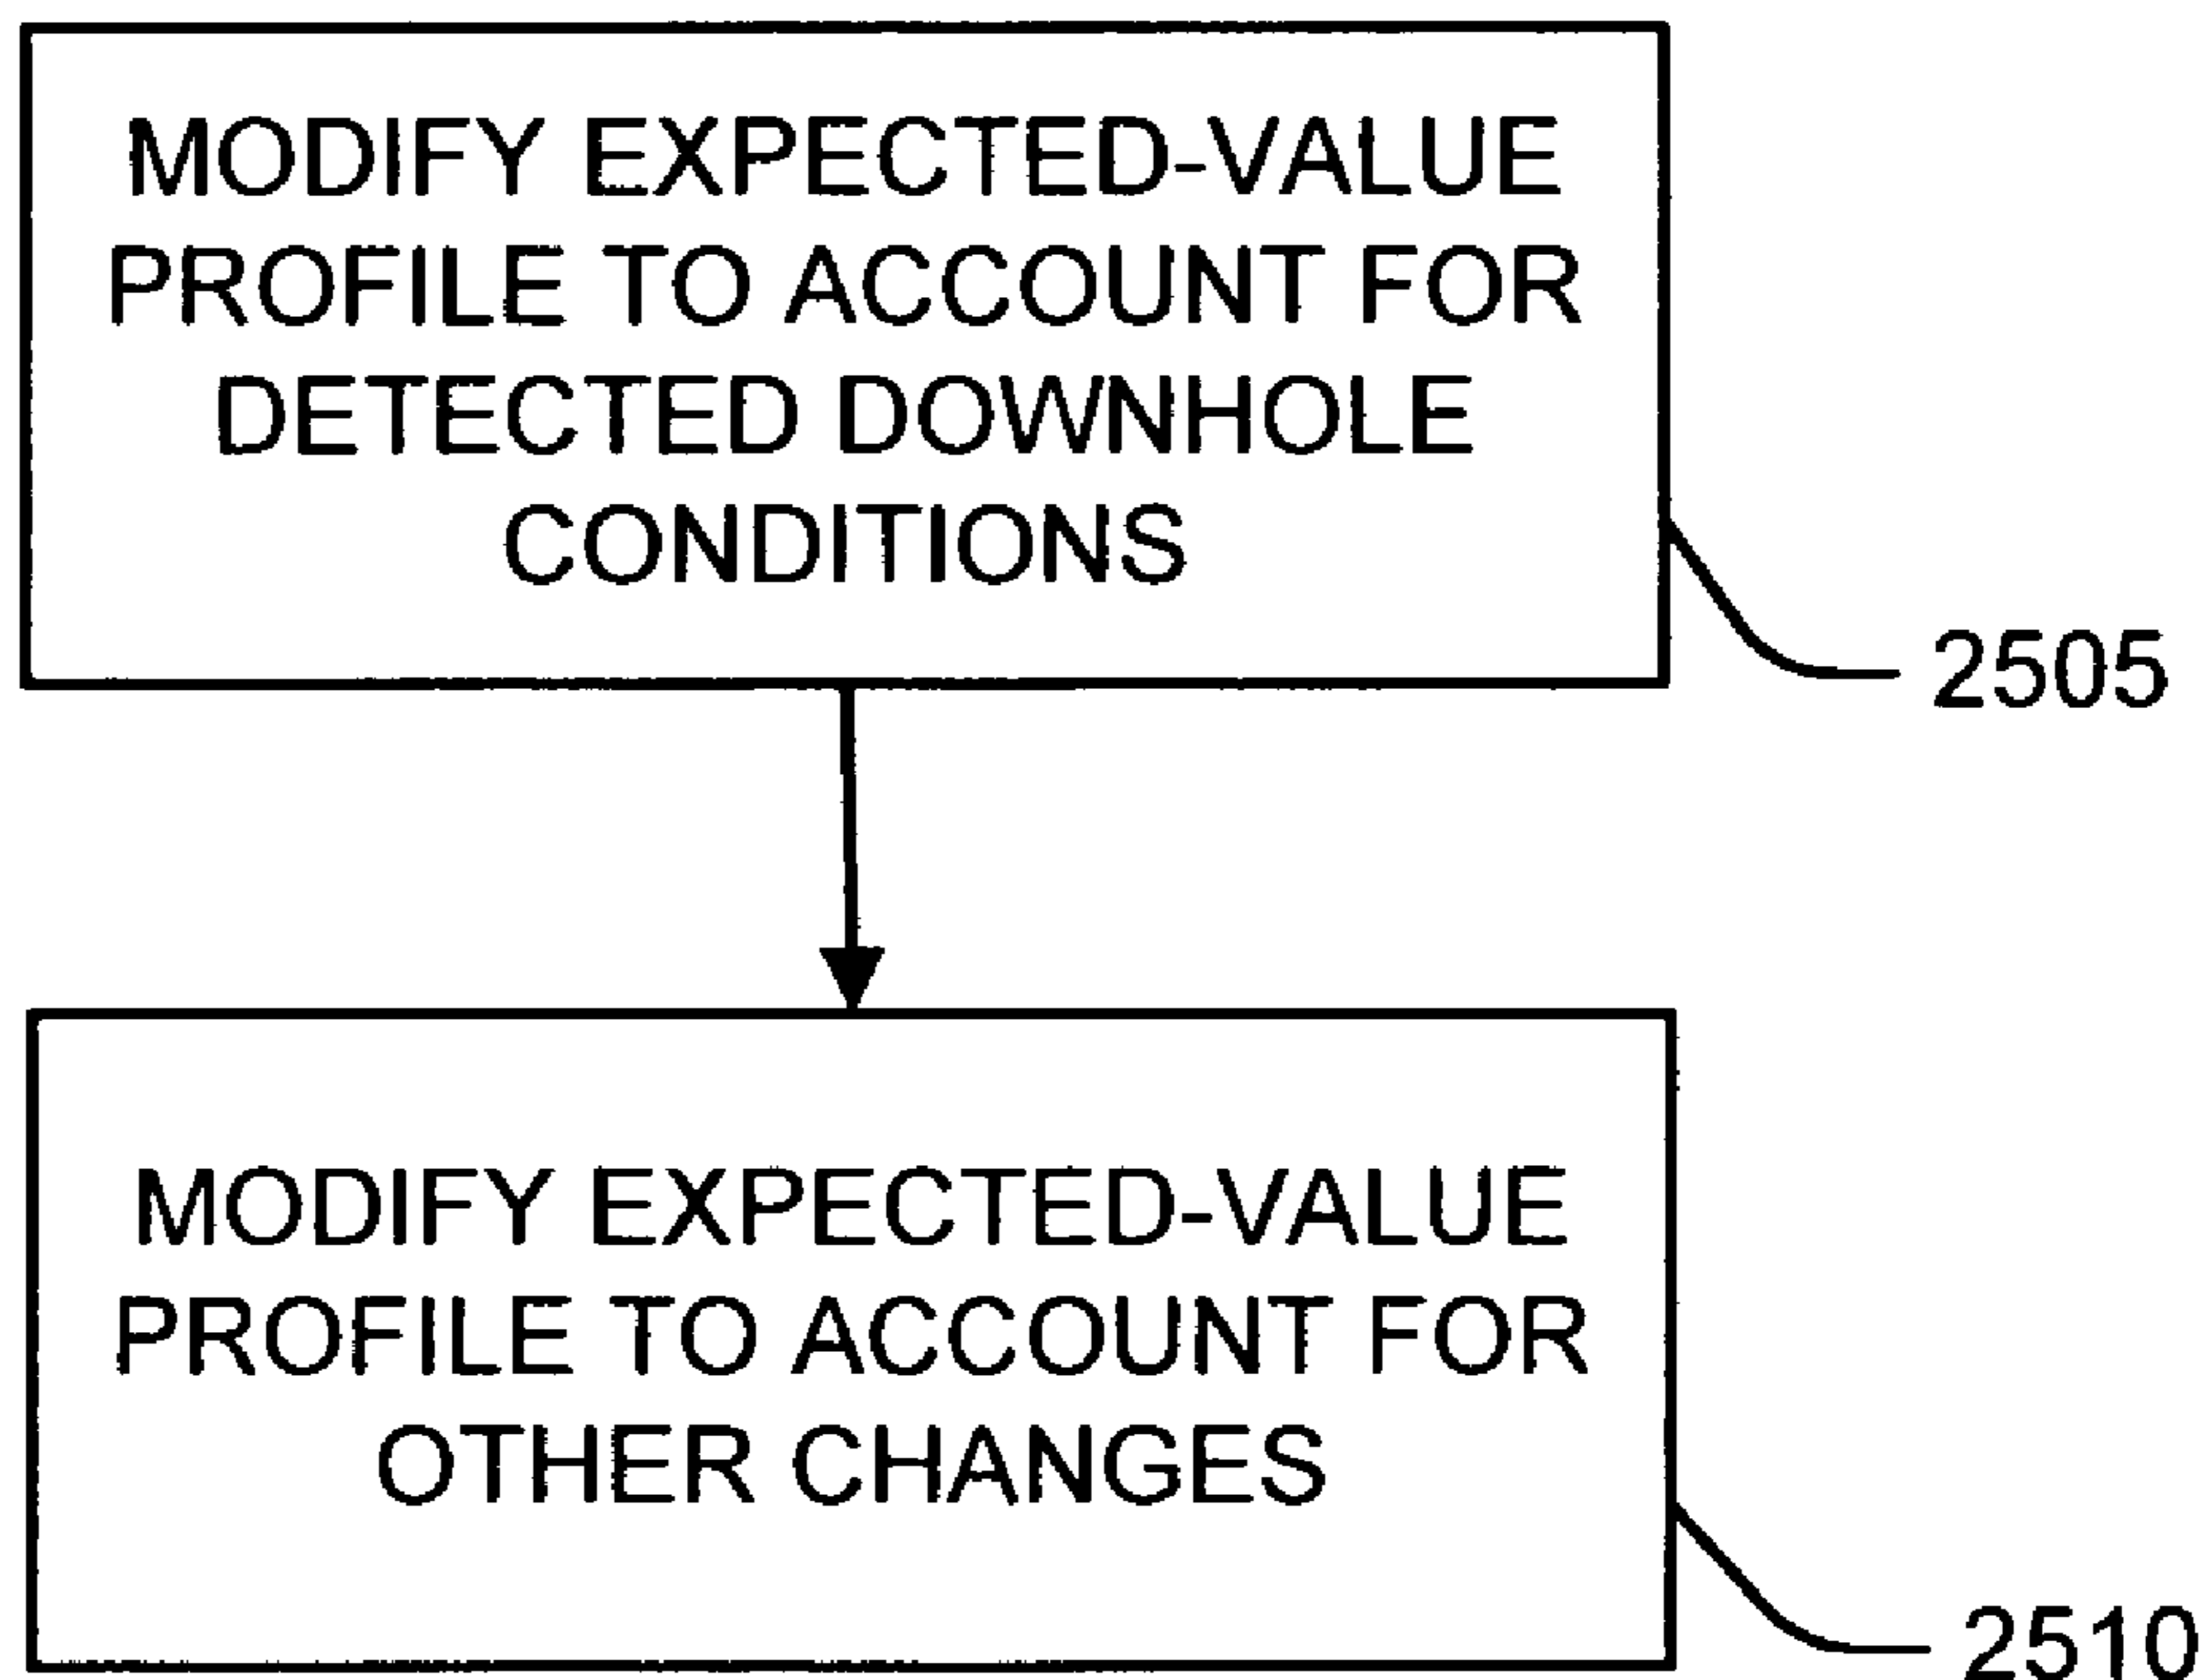 MODIFY EXPECTED-VALUE
PROFILE TO ACCOUNT FOR
DETECTED DOWNHOLE
CONDITIONS
2505
MODIFY EXPECTED-VALUE
PROFILE TO ACCOUNT FOR
OTHER CHANGES
2510